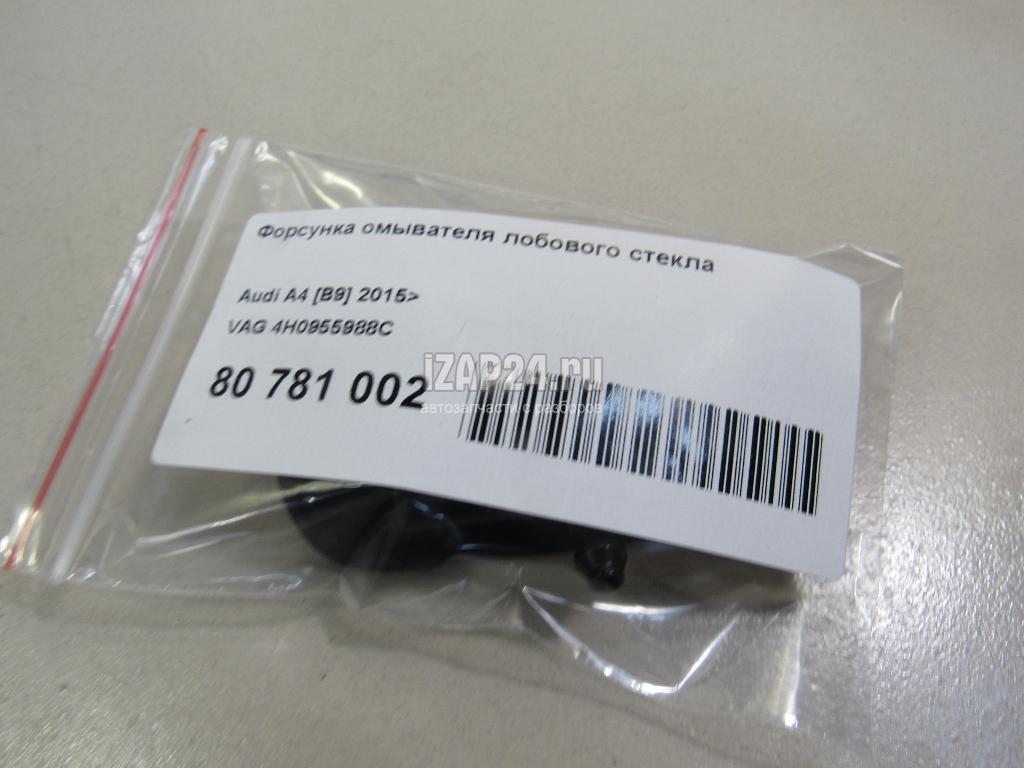 Форсунка омывателя лобового стекла
Audi A4 [B9] 2015>
VAG 4H0955988C
80 781 002
iZAP24.ru
автозапчасти с разборов